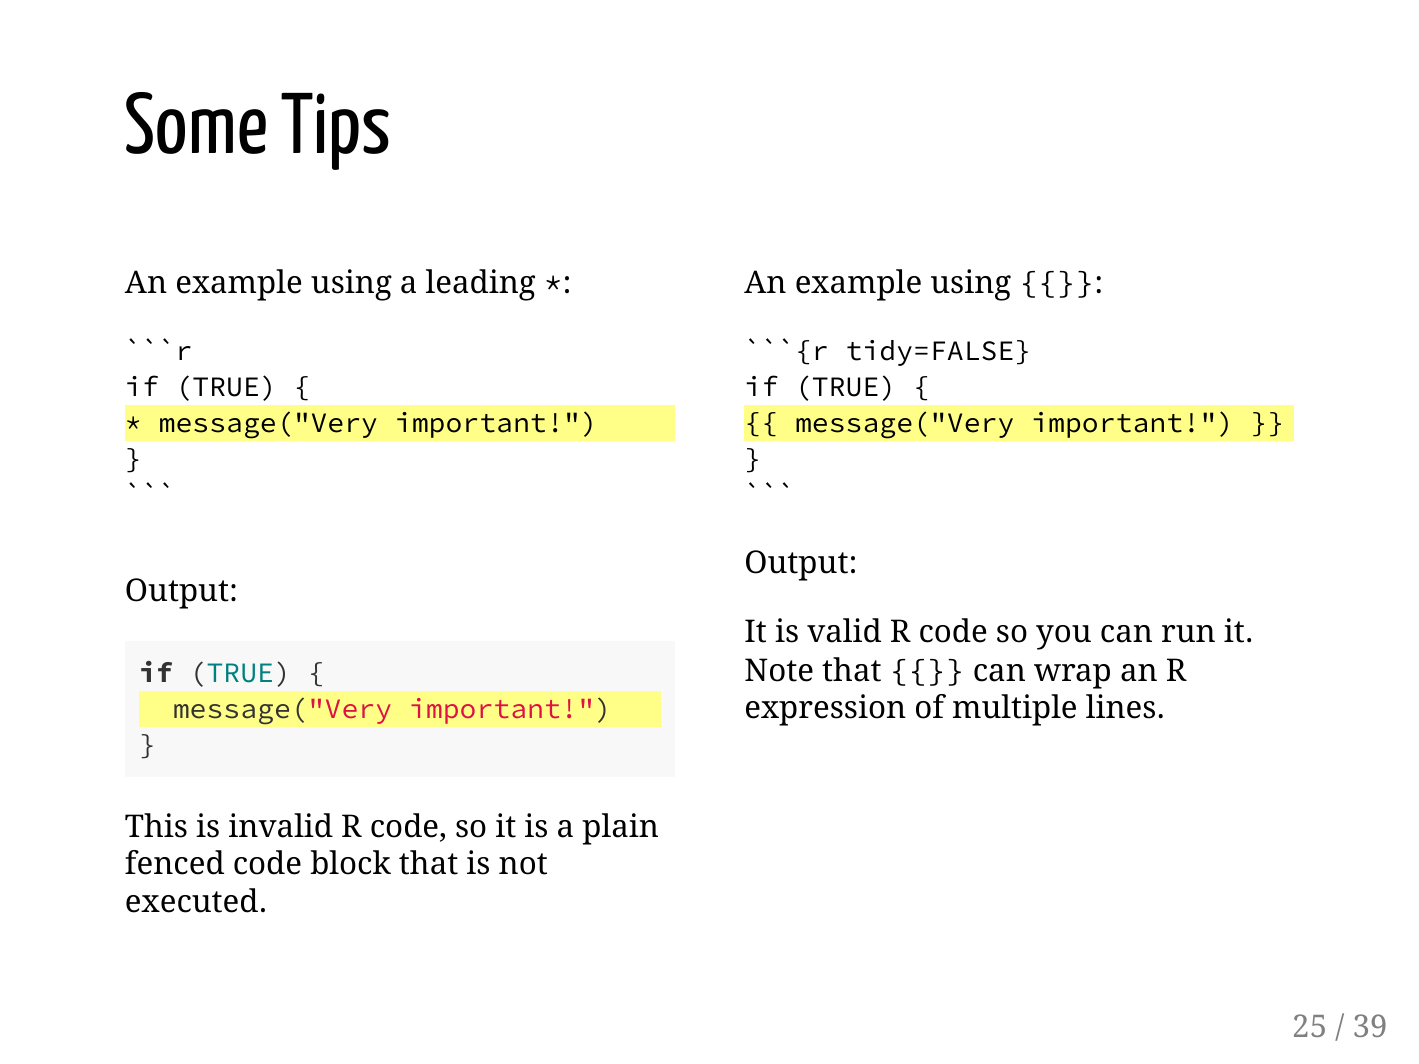 Some Tips
An example using a leading *:
```r
if (TRUE) {
* message("Very important!")
}
```
Output:
if (TRUE) {
  message("Very important!")
}
This is invalid R code, so it is a plain
fenced code block that is not
executed.
An example using {{}}:
```{r tidy=FALSE}
if (TRUE) {
{{ message("Very important!") }}
}
```
Output:
It is valid R code so you can run it.
Note that {{}} can wrap an R
expression of multiple lines.
25 / 39